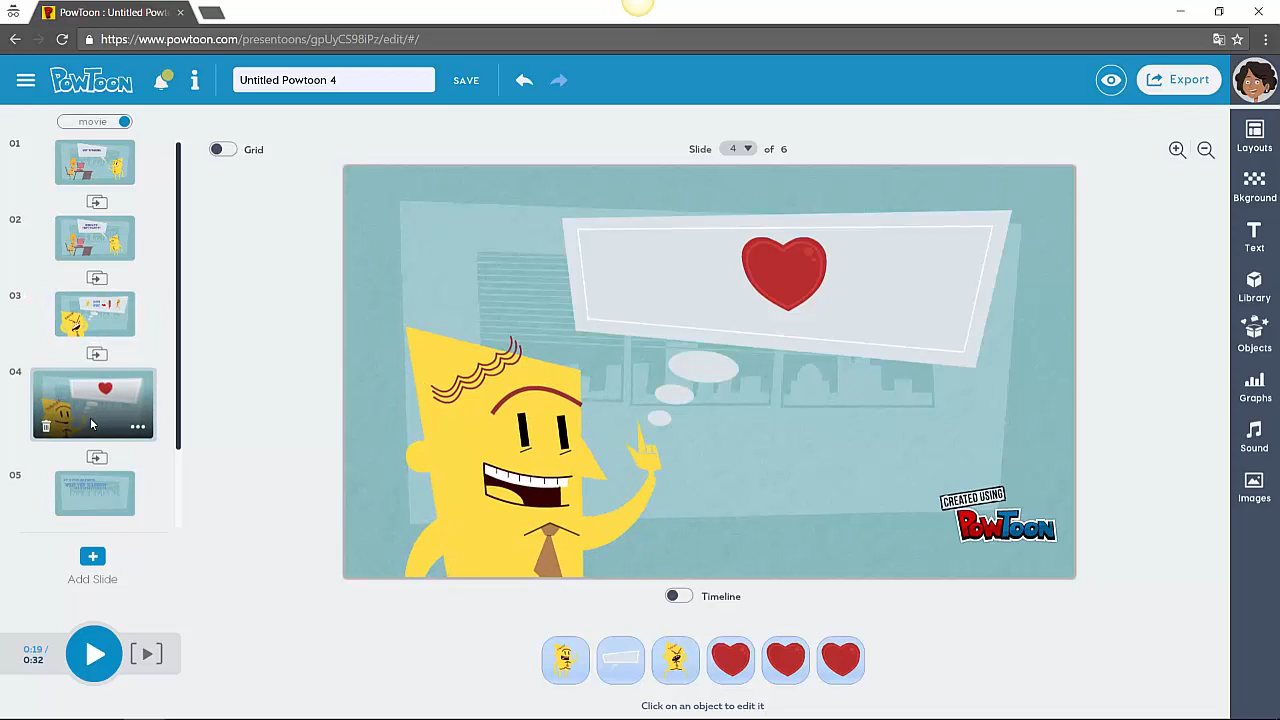 PowToon : Untitled Powt
https://www.powtoon.com/presentoons/gpUyCS98iPz/edit/#/
POWTOON
Untitled Powtoon 4
SAVE
Export
movie
Grid
Slide 4 of 6
Layouts
Bkground
Text
Library
Objects
Graphs
Sound
Images
01
02
03
04
05
Add Slide
CREATED USING
POWTOON
Timeline
0:19 /
0:32
Click on an object to edit it